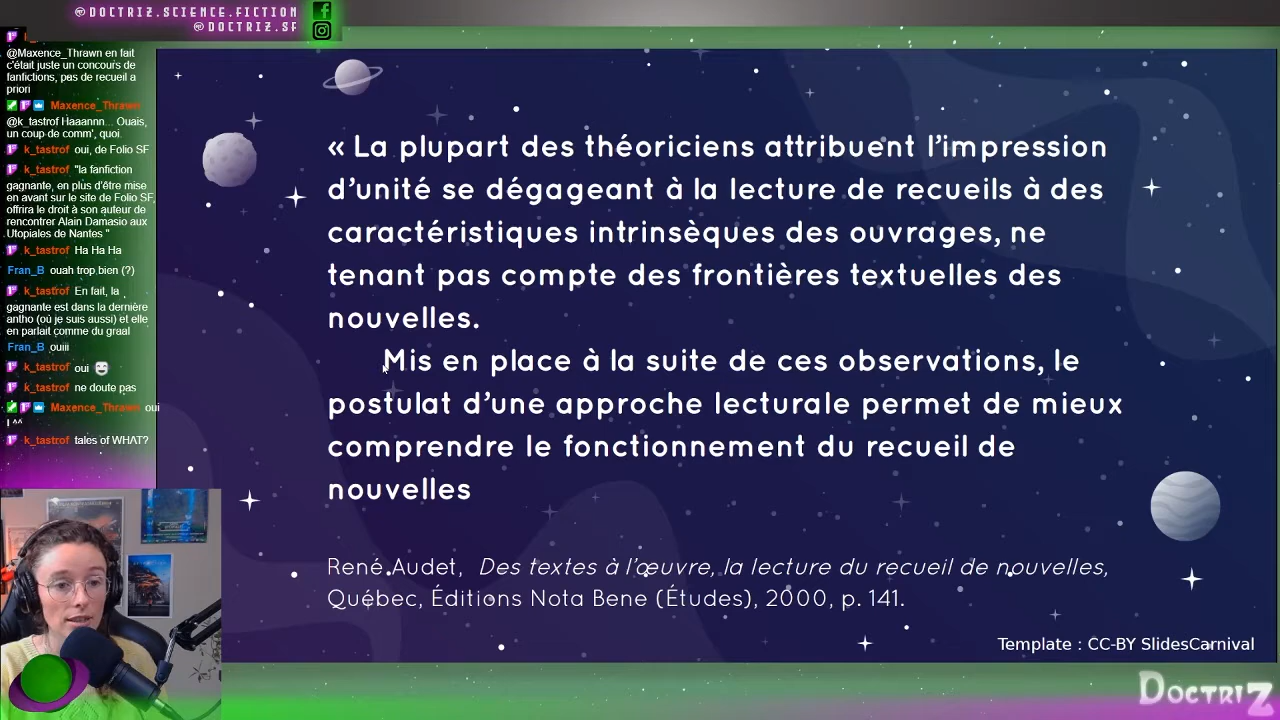 @DOCTRIZ.SCIENCE.FICTION
@DOCTRIZ.SF
@Maxence_Thrawn en fait
c'était juste un concours de
fanfictions, pas de recueil a
priori
Maxence_Thrawn
@k_tastrof Haaannn... Ouais,
un coup de comm', quoi.
k_tastrof oui, de Folio SF
k_tastrof "la fanfiction
gagnante, en plus d'être mise
en avant sur le site de Folio SF,
offrira le droit à son auteur de
rencontrer Alain Damasio aux
Utopiales de Nantes "
k_tastrof Ha Ha Ha
Fran_B ouah trop bien (?)
k_tastrof En fait, la
gagnante est dans la dernière
antho (où je suis aussi) et elle
en parlait comme du graal
Fran_B ouiii
k_tastrof oui
k_tastrof ne doute pas
Maxence_Thrawn oui
! ^^
k_tastrof tales of WHAT?
« La plupart des théoriciens attribuent l'impression
d'unité se dégageant à la lecture de recueils à des
caractéristiques intrinsèques des ouvrages, ne
tenant pas compte des frontières textuelles des
nouvelles.
Mis en place à la suite de ces observations, le
postulat d'une approche lecturale permet de mieux
comprendre le fonctionnement du recueil de
nouvelles
René Audet, Des textes à l'œuvre, la lecture du recueil de nouvelles,
Québec, Éditions Nota Bene (Études), 2000, p. 141.
Template : CC-BY SlidesCarnival
DOCTRIZ